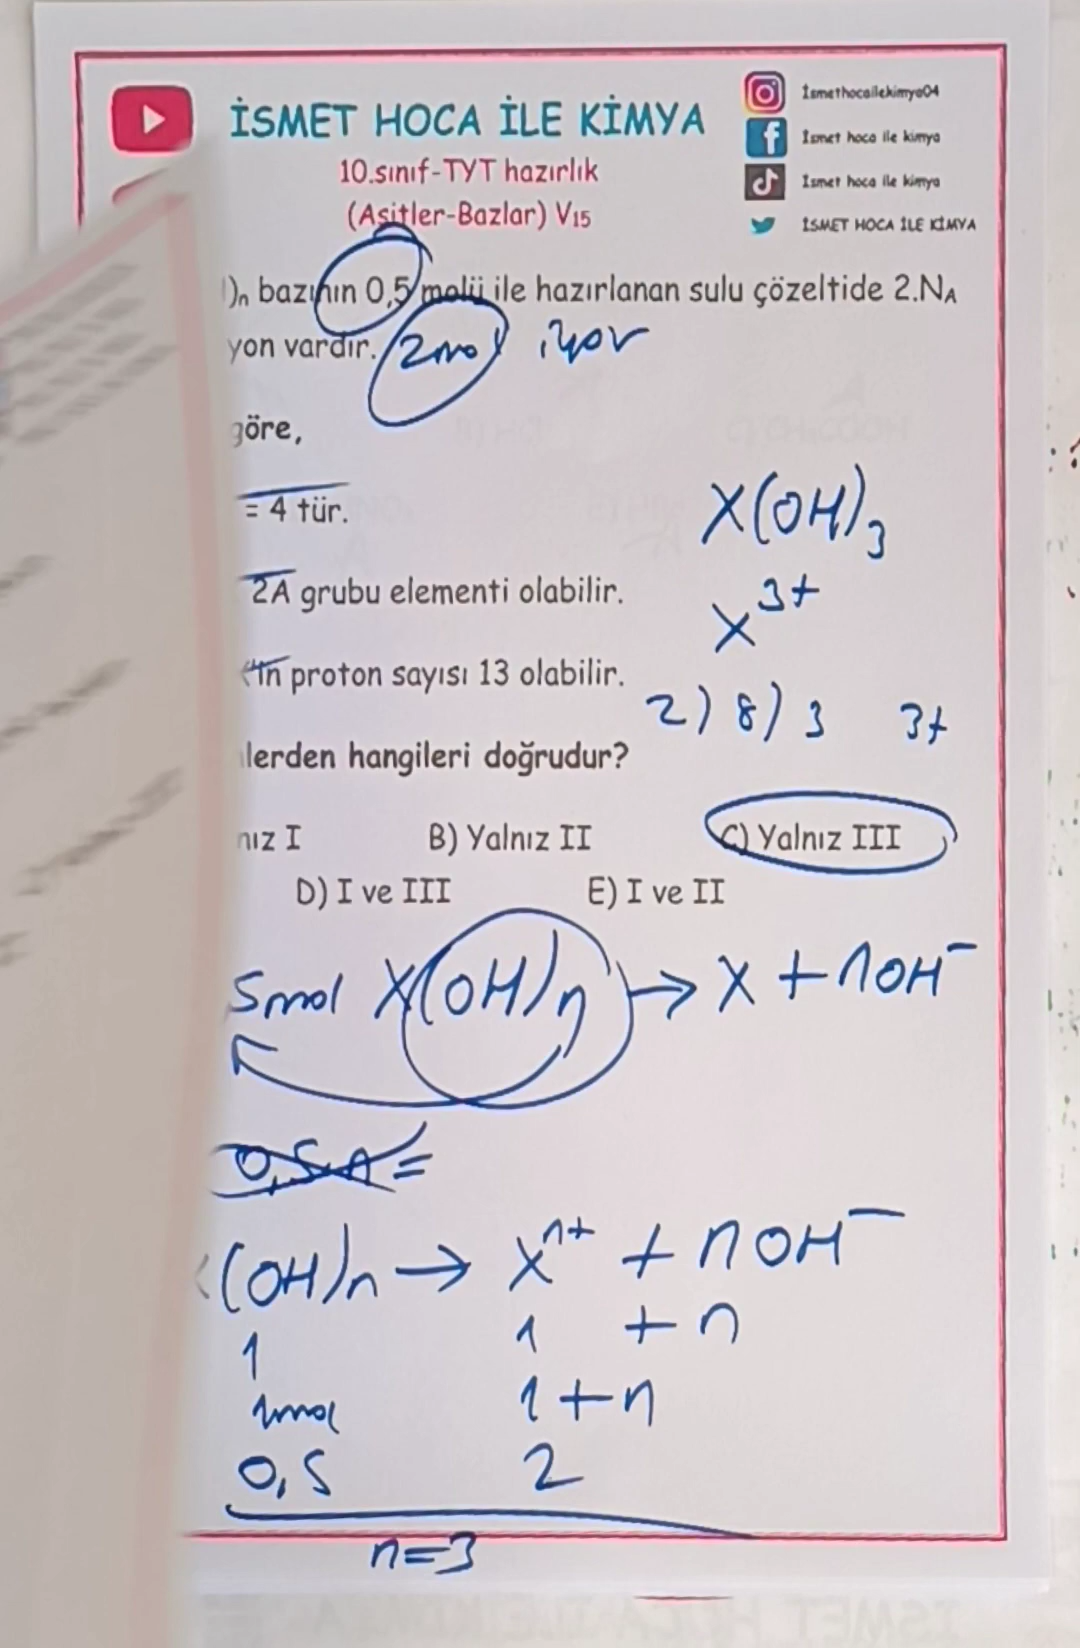 İSMET HOCA İLE KİMYA
10.sınıf-TYT hazırlık
(Asitler-Bazlar) V15
İsmethocailekimya04
İsmet hoca ile kimya
İsmet hoca ile kimya
İSMET HOCA İLE KİMYA
)n bazının 0,5 molü ile hazırlanan sulu çözeltide 2.NA
yon vardır. 2mol iyon
göre,
= 4 tür.
X(OH)3
2A grubu elementi olabilir.
X3+
in proton sayısı 13 olabilir.
2) 8) 3 3+
lerden hangileri doğrudur?
nız I B) Yalnız II C) Yalnız III
D) I ve III E) I ve II
5mol X(OH)n → X + nOH−
0,5.n=
(OH)n → Xn+ + nOH−
1 1 + n
1mol 1+n
0,5 2
n=3